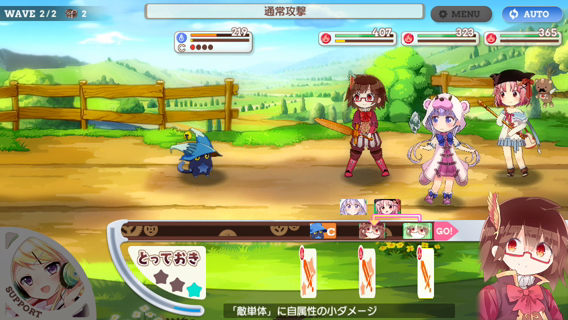 WAVE 2/2 2
通常攻撃
MENU
AUTO
219
C
407
323
365
C
GO!
とっておき
SUPPORT
「敵単体」に自属性の小ダメージ